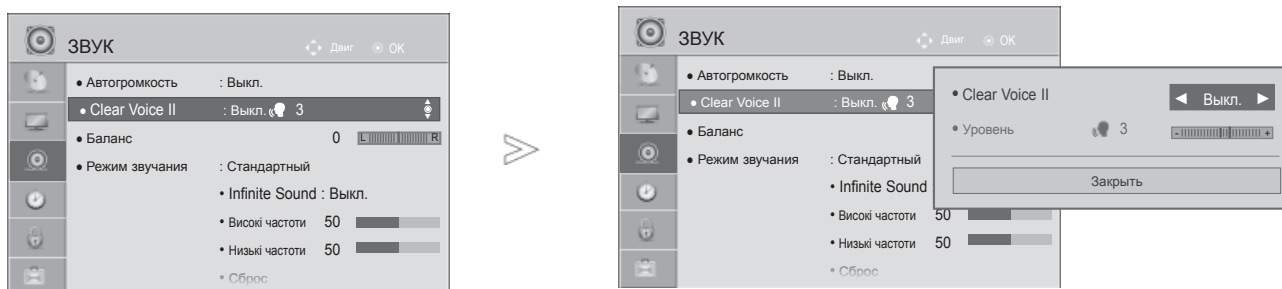 ЗВУК
Двиг ОК
• Автогромкость : Выкл.
• Clear Voice II : Выкл. 3
• Баланс 0 L R
• Режим звучания : Стандартный
• Infinite Sound : Выкл.
• Високі частоти 50
• Низькі частоти 50
• Сброс
ЗВУК
Двиг ОК
• Автогромкость : Выкл.
• Clear Voice II : Выкл. 3
• Баланс
• Режим звучания : Стандартный
• Infinite Sound :
• Високі частоти 50
• Низькі частоти 50
• Сброс
• Clear Voice II ◄ Выкл. ►
• Уровень 3 - +
Закрыть